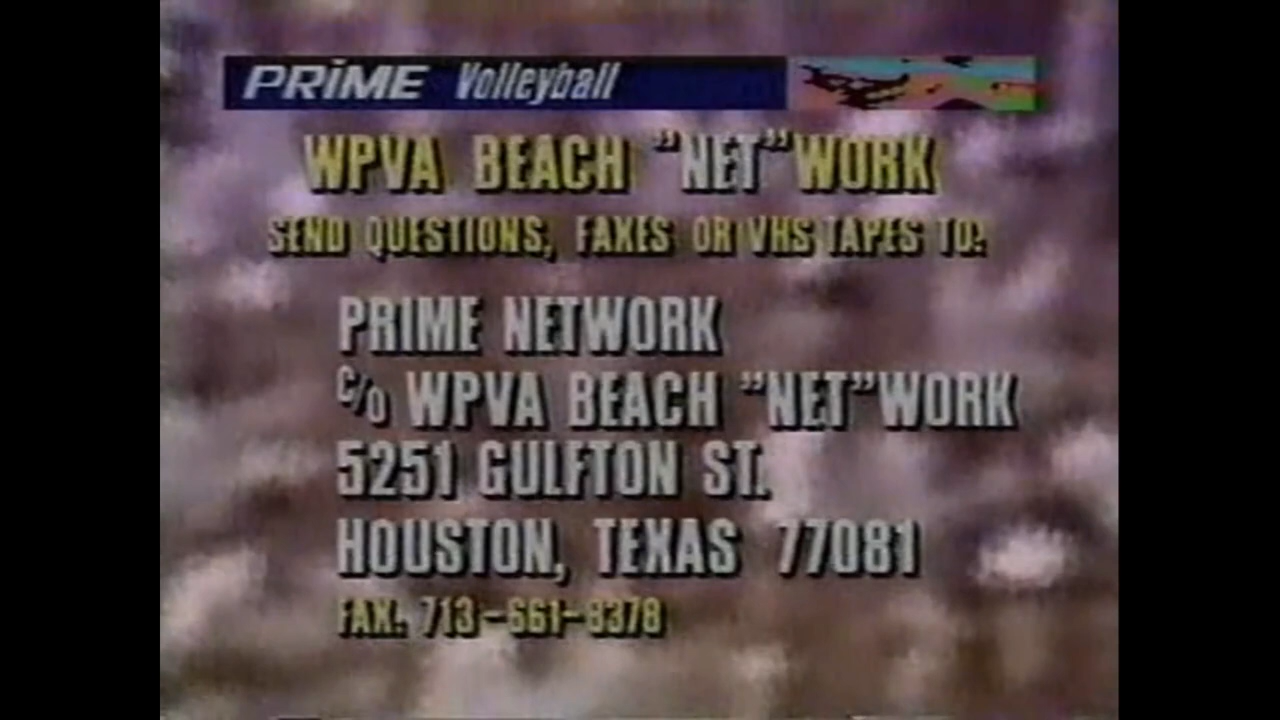 PRiME Volleyball
WPVA BEACH "NET"WORK
SEND QUESTIONS, FAXES OR VHS TAPES TO:
PRIME NETWORK
C/O WPVA BEACH "NET"WORK
5251 GULFTON ST.
HOUSTON, TEXAS 77081
FAX: 713-661-8378